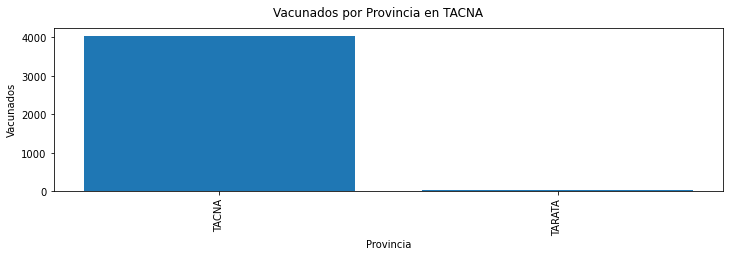 Vacunados por Provincia en TACNA
4000
3000
2000
1000
0
Vacunados
TACNA
TARATA
Provincia